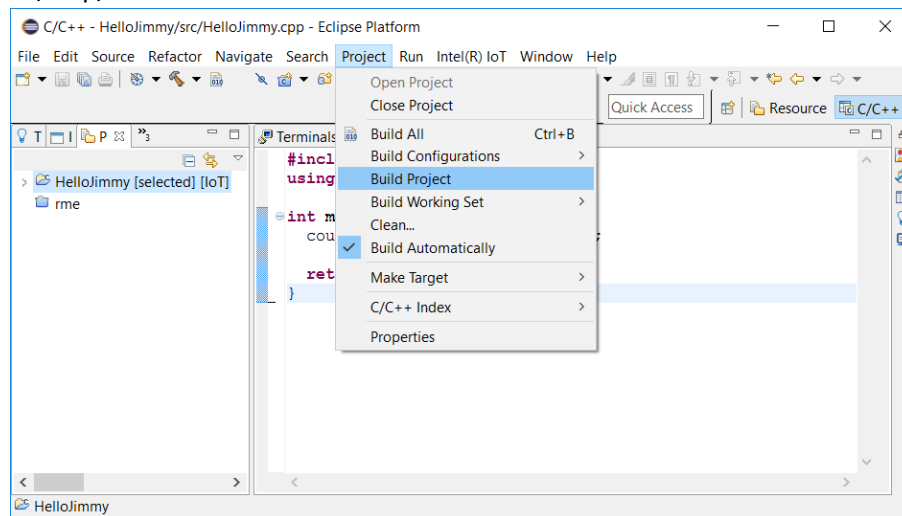 C/C++ - HelloJimmy/src/HelloJimmy.cpp - Eclipse Platform
File Edit Source Refactor Navigate Search Project Run Intel(R) IoT Window Help
Quick Access Resource C/C++
T I P 3 Terminals
Open Project
Close Project
Build All Ctrl+B
Build Configurations
Build Project
Build Working Set
Clean...
Build Automatically
Make Target
C/C++ Index
Properties
HelloJimmy [selected] [IoT]
rme
#incl
using
int m
cou ;
ret
}
HelloJimmy